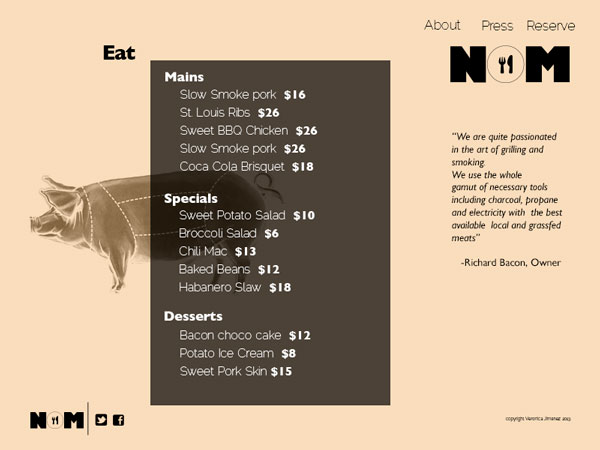 About Press Reserve
NOM
Eat
Mains
Slow Smoke pork $16
St. Louis Ribs $26
Sweet BBQ Chicken $26
Slow Smoke pork $26
Coca Cola Brisquet $18
Specials
Sweet Potato Salad $10
Broccoli Salad $6
Chili Mac $13
Baked Beans $12
Habanero Slaw $18
Desserts
Bacon choco cake $12
Potato Ice Cream $8
Sweet Pork Skin $15
“We are quite passionated
in the art of grilling and
smoking.
We use the whole
gamut of necessary tools
including charcoal, propane
and electricity with the best
available local and grassfed
meats”
-Richard Bacon, Owner
NOM
copyright Veronica Jimenez 2013